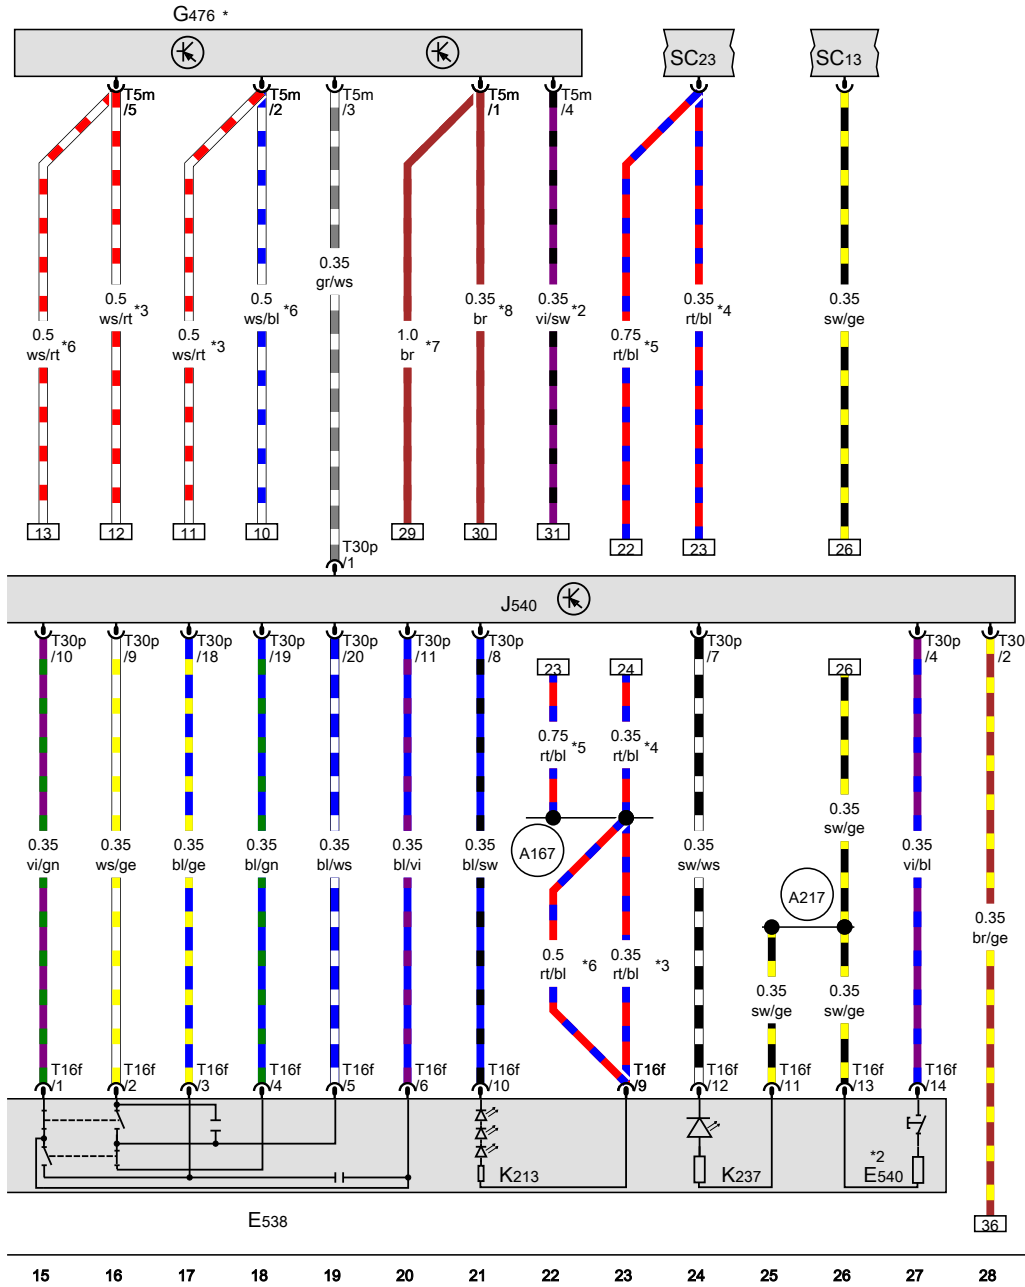 G476 *
SC23
SC13
T5m
/5
T5m
/2
T5m
/3
T5m
/1
T5m
/4
0.35
gr/ws
0.5
ws/rt *3
0.5
ws/bl *6
0.35
br *8
0.35
vi/sw *2
0.35
rt/bl *4
0.35
sw/ge
0.5
ws/rt *6
0.5
ws/rt *3
1.0
br *7
0.75
rt/bl *5
13
12
11
10
29
30
31
22
23
26
T30p
/1
J540
T30p
/10
T30p
/9
T30p
/18
T30p
/19
T30p
/20
T30p
/11
T30p
/8
T30p
/7
T30p
/4
T30
/2
23
24
26
0.75
rt/bl *5
0.35
rt/bl *4
0.35
sw/ge
0.35
vi/gn
0.35
ws/ge
0.35
bl/ge
0.35
bl/gn
0.35
bl/ws
0.35
bl/vi
0.35
bl/sw
A167
0.35
sw/ws
0.35
vi/bl
A217
0.35
br/ge
0.5
rt/bl *6
0.35
rt/bl *3
0.35
sw/ge
0.35
sw/ge
T16f
/1
T16f
/2
T16f
/3
T16f
/4
T16f
/5
T16f
/6
T16f
/10
T16f
/9
T16f
/12
T16f
/11
T16f
/13
T16f
/14
K213
K237
*2
E540
E538
36
15 16 17 18 19 20 21 22 23 24 25 26 27 28